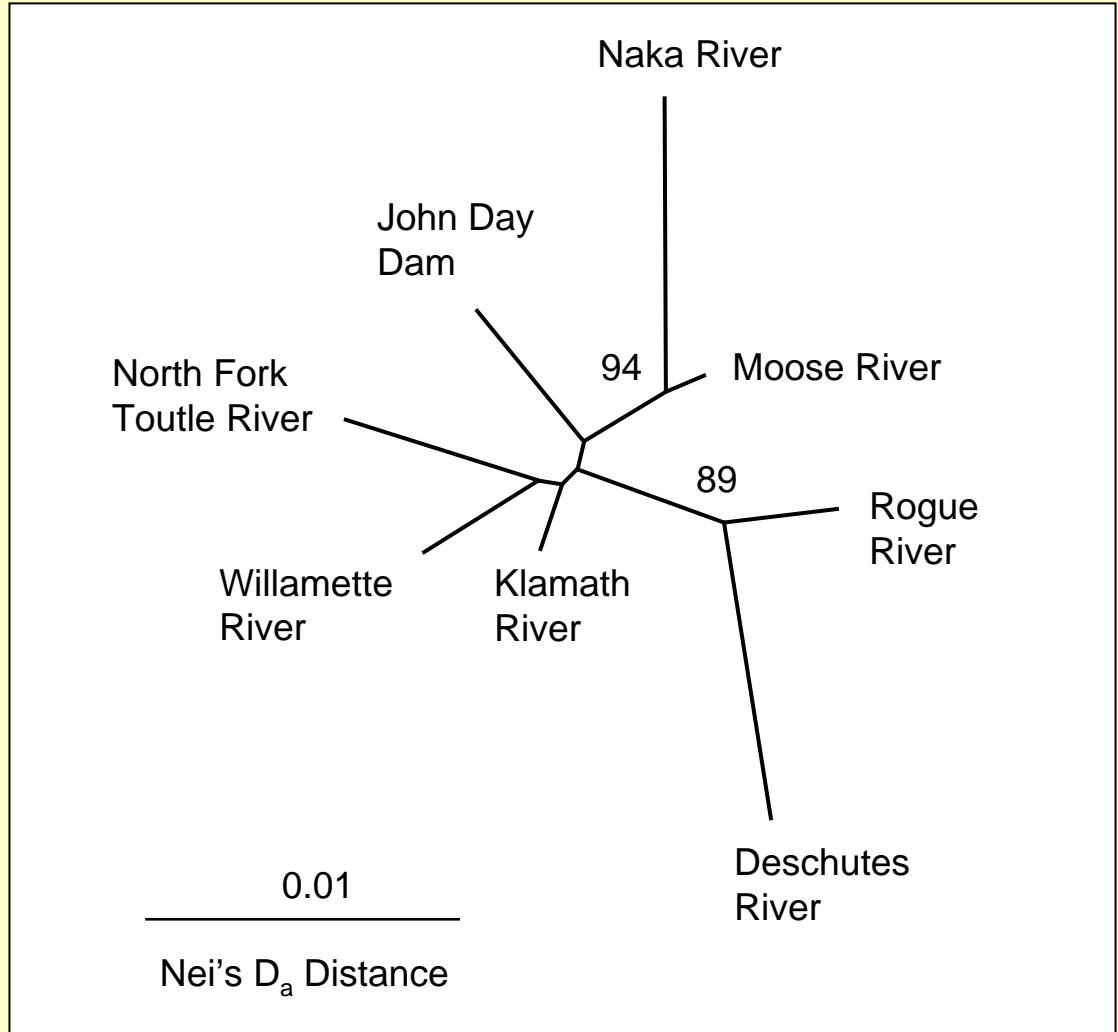 Naka River
John Day
Dam
94
Moose River
North Fork
Toutle River
89
Rogue
River
Willamette
River
Klamath
River
Deschutes
River
0.01
Nei’s Da Distance